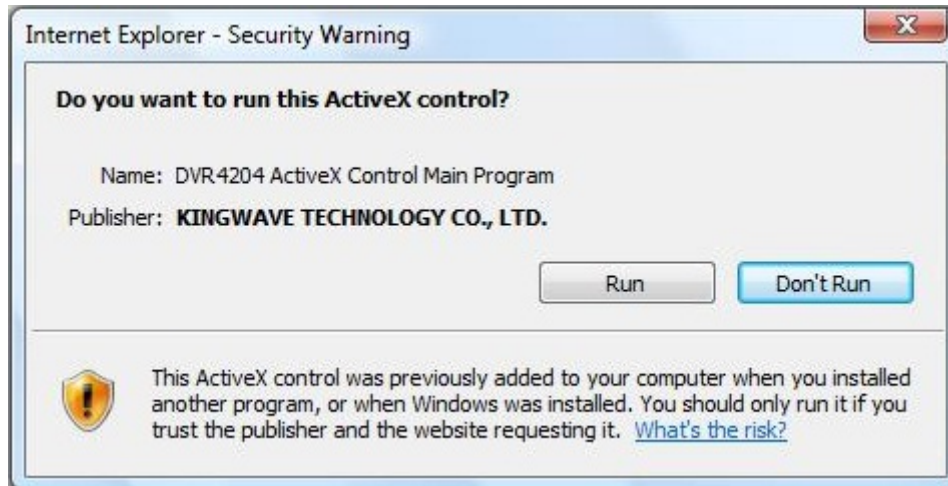 Internet Explorer - Security Warning
Do you want to run this ActiveX control?
Name: DVR4204 ActiveX Control Main Program
Publisher: KINGWAVE TECHNOLOGY CO., LTD.
Run Don't Run
This ActiveX control was previously added to your computer when you installed
another program, or when Windows was installed. You should only run it if you
trust the publisher and the website requesting it. What's the risk?